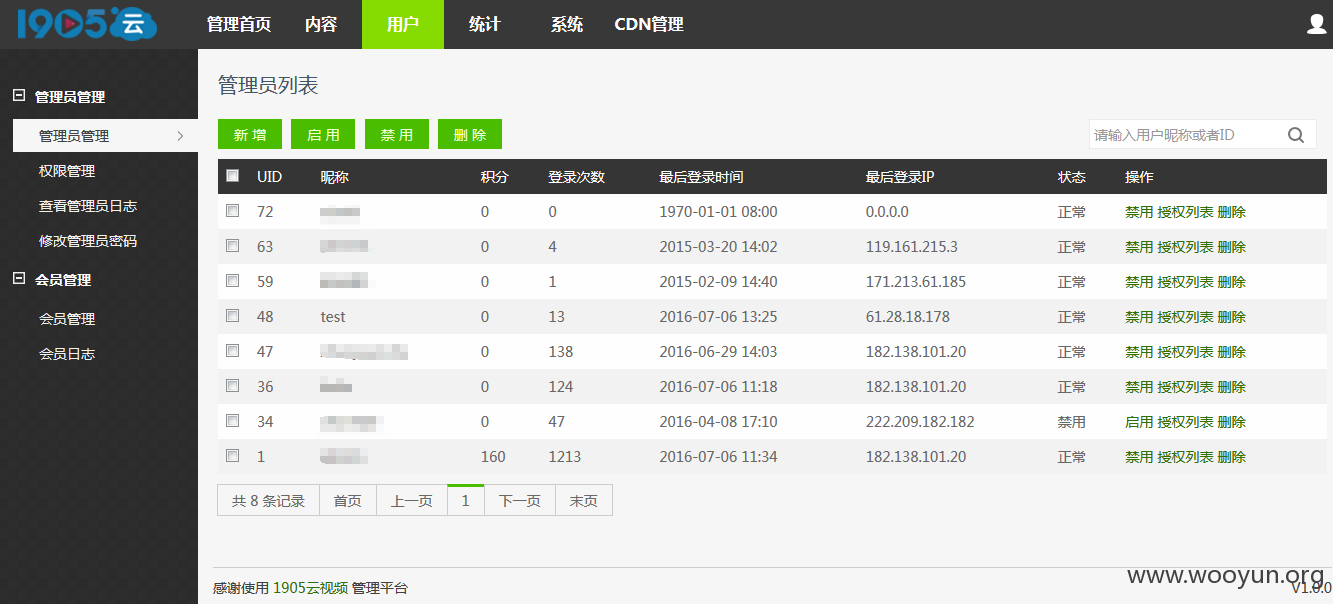 1905云 管理首页 内容 用户 统计 系统 CDN管理
管理员管理
管理员管理
权限管理
查看管理员日志
修改管理员密码
会员管理
会员管理
会员日志
管理员列表
新 增 启 用 禁 用 删 除 请输入用户昵称或者ID
UID 昵称 积分 登录次数 最后登录时间 最后登录IP 状态 操作
72 0 0 1970-01-01 08:00 0.0.0.0 正常 禁用 授权列表 删除
63 0 4 2015-03-20 14:02 119.161.215.3 正常 禁用 授权列表 删除
59 0 1 2015-02-09 14:40 171.213.61.185 正常 禁用 授权列表 删除
48 test 0 13 2016-07-06 13:25 61.28.18.178 正常 禁用 授权列表 删除
47 0 138 2016-06-29 14:03 182.138.101.20 正常 禁用 授权列表 删除
36 0 124 2016-07-06 11:18 182.138.101.20 正常 禁用 授权列表 删除
34 0 47 2016-04-08 17:10 222.209.182.182 禁用 启用 授权列表 删除
1 160 1213 2016-07-06 11:34 182.138.101.20 正常 禁用 授权列表 删除
共 8 条记录 首页 上一页 1 下一页 末页
感谢使用 1905云视频 管理平台
www.wooyun.org
V1.0.0